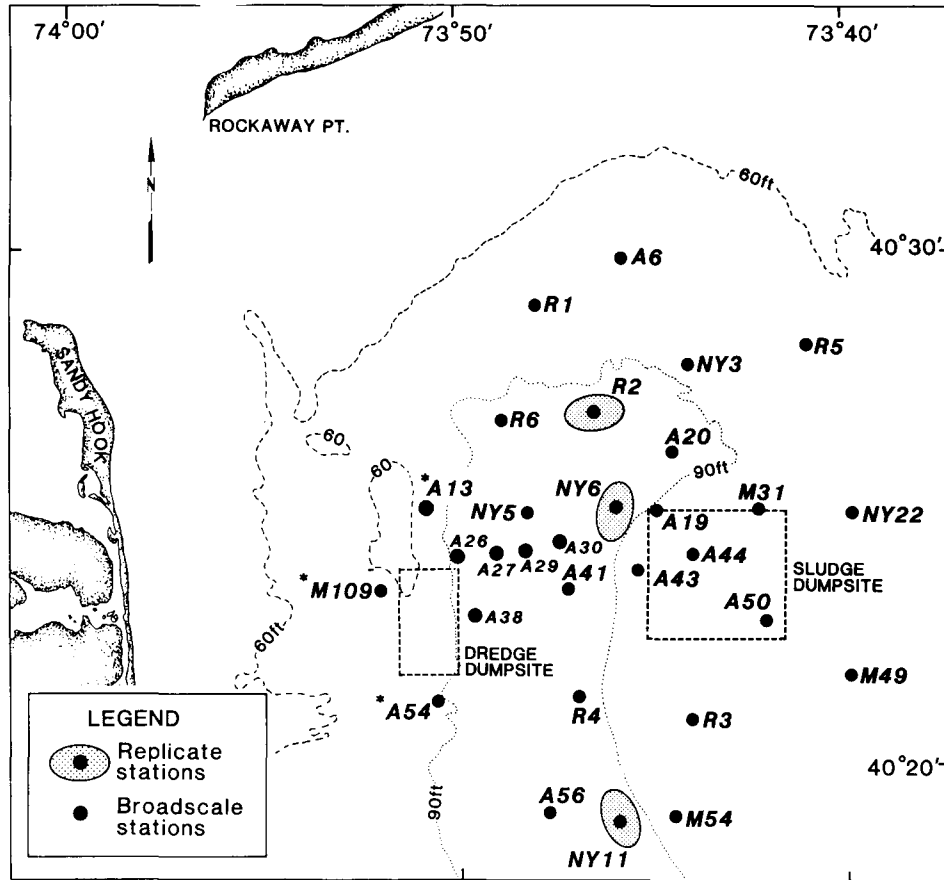 74°00'
73°50'
73°40'
ROCKAWAY PT.
N
60ft
40°30'
A6
R1
R5
NY3
SANDY HOOK
R2
R6
A20
60
90ft
60
*A13
NY6
M31
NY5
A19
NY22
A26
A30
A27
A29
A44
*M109
A41
A43
SLUDGE
DUMPSITE
60ft
A38
A50
DREDGE
DUMPSITE
M49
*A54
R4
R3
LEGEND
Replicate
stations
Broadscale
stations
40°20'
90ft
A56
M54
NY11